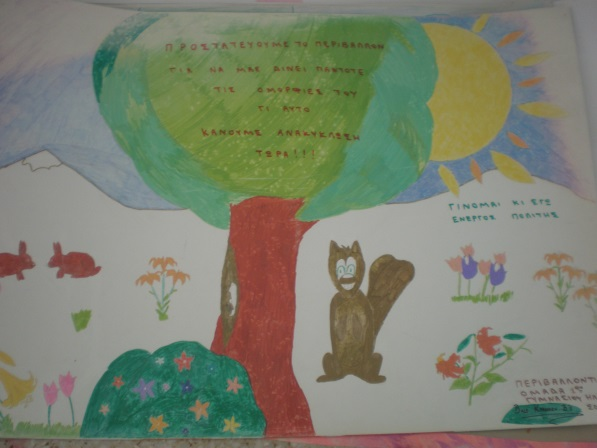 ΠΡΟΣΤΑΤΕΥΟΥΜΕ ΤΟ ΠΕΡΙΒΑΛΛΟΝ
ΓΙΑ ΝΑ ΜΑΣ ΔΙΝΕΙ ΠΑΝΤΟΤΕ
ΤΙΣ ΟΜΟΡΦΙΕΣ ΤΟΥ
ΓΙ ΑΥΤΟ
ΚΑΝΟΥΜΕ ΑΝΑΚΥΚΛΩΣΗ
ΤΩΡΑ!!!
ΓΙΝΟΜΑΙ ΚΙ ΕΓΩ
ΕΝΕΡΓΟΣ ΠΟΛΙΤΗΣ
ΠΕΡΙΒΑΛΛΟΝΤΙ
ΟΜΑΔΑ 1ου
ΓΥΜΝΑΣΙΟΥ